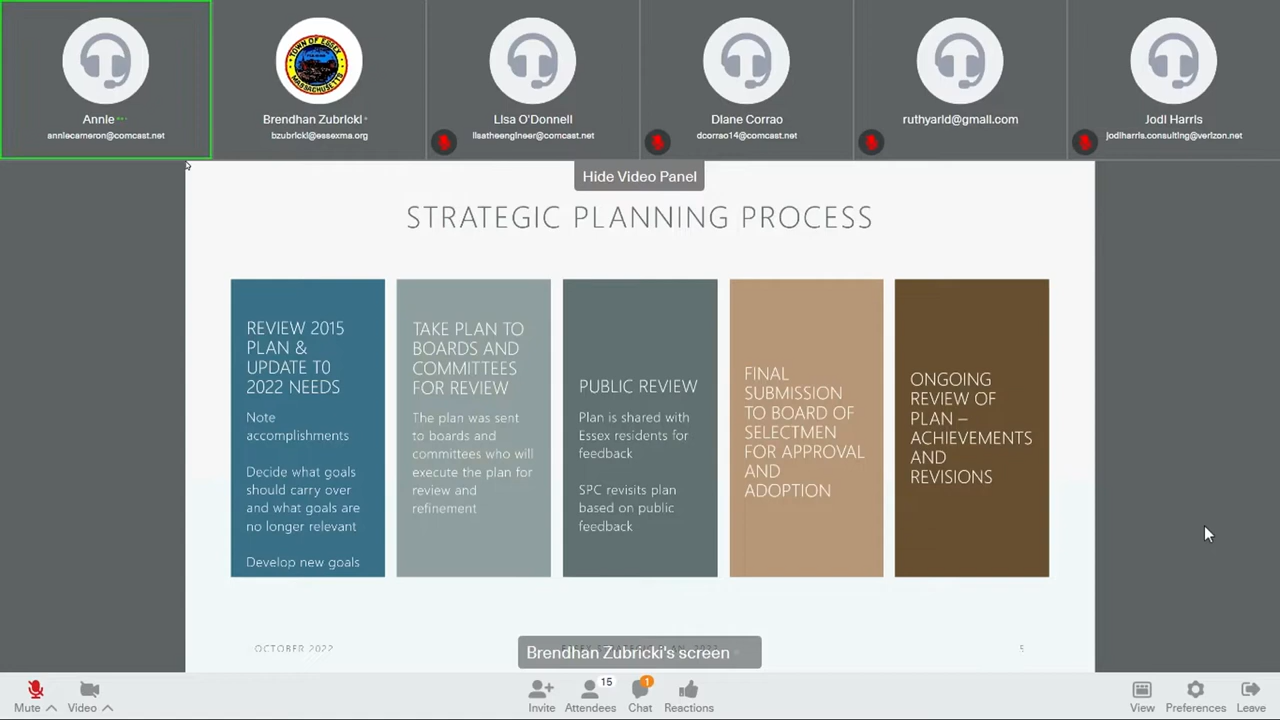 TOWN OF ESSEX
MASSACHUSETTS
Annie
anniecameron@comcast.net
Brendhan Zubricki
bzubricki@essexma.org
Lisa O'Donnell
lisatheengineer@comcast.net
Diane Corrao
dcorrao14@comcast.net
ruthyarid@gmail.com
Jodi Harris
jodiharris.consulting@verizon.net
Hide Video Panel
STRATEGIC PLANNING PROCESS
REVIEW 2015
PLAN &
UPDATE T0
2022 NEEDS
Note
accomplishments
Decide what goals
should carry over
and what goals are
no longer relevant
Develop new goals
TAKE PLAN TO
BOARDS AND
COMMITTEES
FOR REVIEW
The plan was sent
to boards and
committees who will
execute the plan for
review and
refinement
PUBLIC REVIEW
Plan is shared with
Essex residents for
feedback
SPC revisits plan
based on public
feedback
FINAL
SUBMISSION
TO BOARD OF
SELECTMEN
FOR APPROVAL
AND
ADOPTION
ONGOING
REVIEW OF
PLAN –
ACHIEVEMENTS
AND
REVISIONS
OCTOBER 2022
5
Brendhan Zubricki's screen
15
1
Mute
Video
Invite
Attendees
Chat
Reactions
View
Preferences
Leave